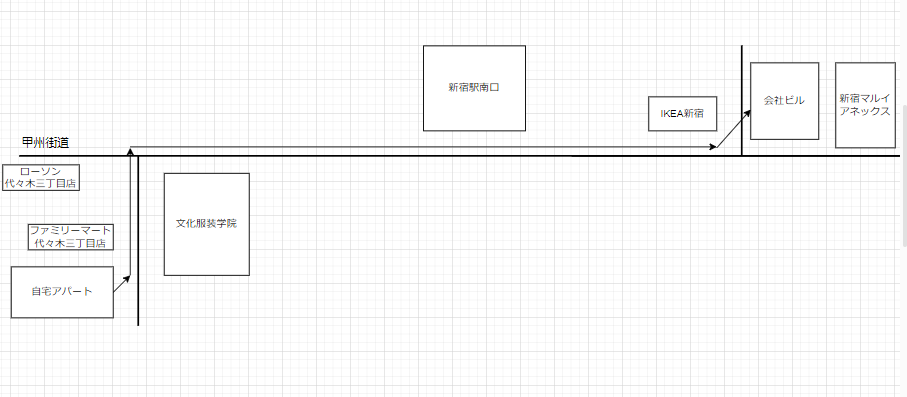 新宿駅南口
会社ビル
新宿マルイ
アネックス
IKEA新宿
甲州街道
ローソン
代々木三丁目店
文化服装学院
ファミリーマート
代々木三丁目店
自宅アパート